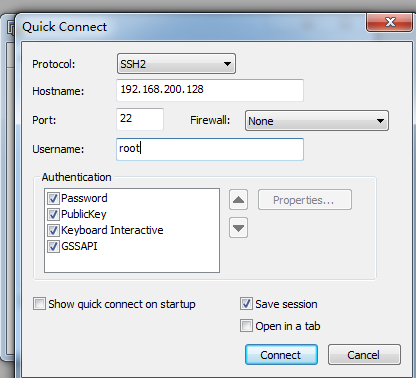 Quick Connect
Protocol: SSH2
Hostname: 192.168.200.128
Port: 22 Firewall: None
Username: root
Authentication
Password
PublicKey
Keyboard Interactive
GSSAPI
Properties...
Show quick connect on startup
Save session
Open in a tab
Connect
Cancel